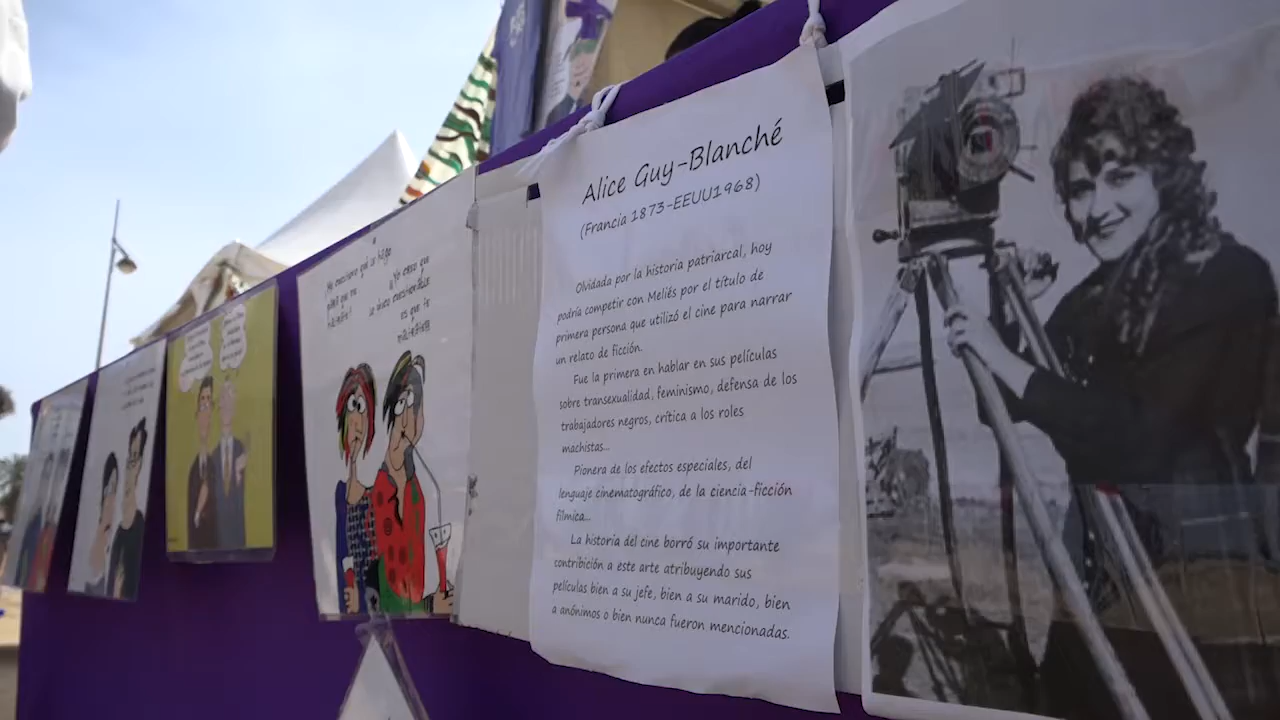 Alice Guy-Blanché
(Francia 1873-EEUU1968)
Olvidada por la historia patriarcal, hoy
podría competir con Meliés por el título de
primera persona que utilizó el cine para narrar
un relato de ficción.
Fue la primera en hablar en sus películas
sobre transexualidad, feminismo, defensa de los
trabajadores negros, crítica a los roles
machistas...
Pionera de los efectos especiales, del
lenguaje cinematográfico, de la ciencia-ficción
fílmica...
La historia del cine borró su importante
contribición a este arte atribuyendo sus
películas bien a su jefe, bien a su marido, bien
a anónimos o bien nunca fueron mencionadas.